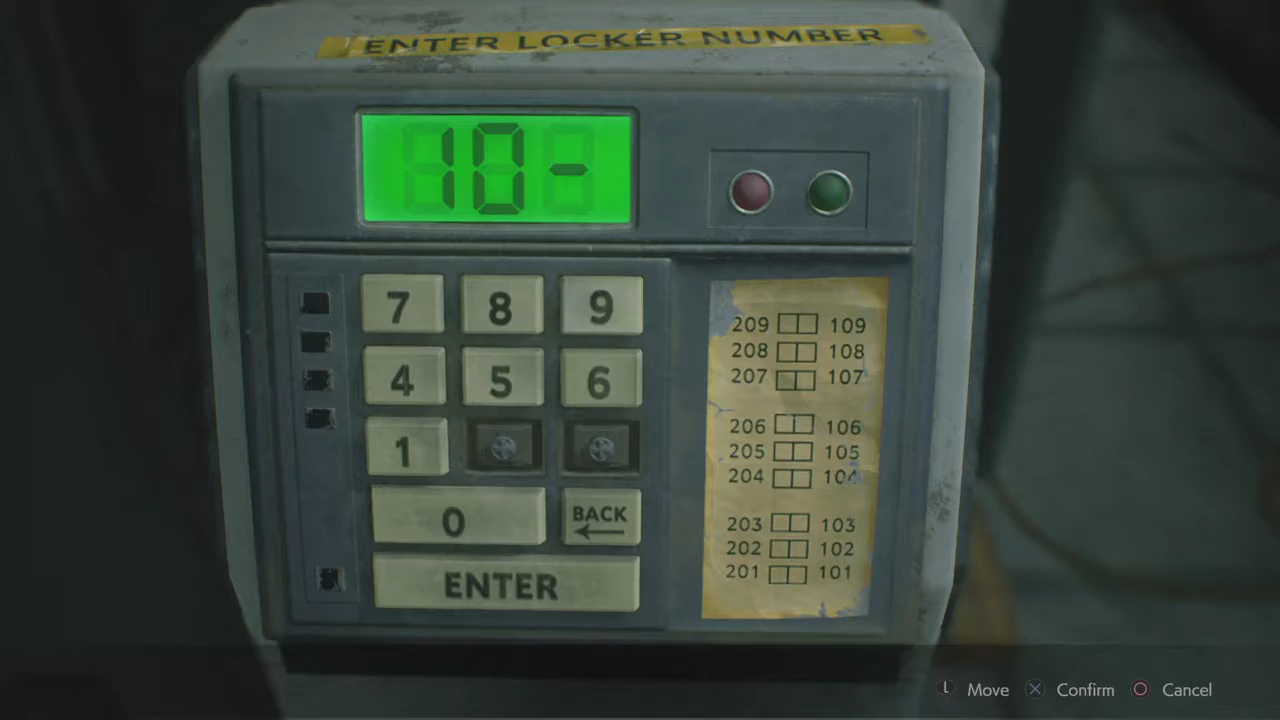 ENTER LOCKER NUMBER
10-
7 8 9
4 5 6
1
0 BACK
ENTER
209 109
208 108
207 107
206 106
205 105
204 104
203 103
202 102
201 101
L Move Confirm Cancel